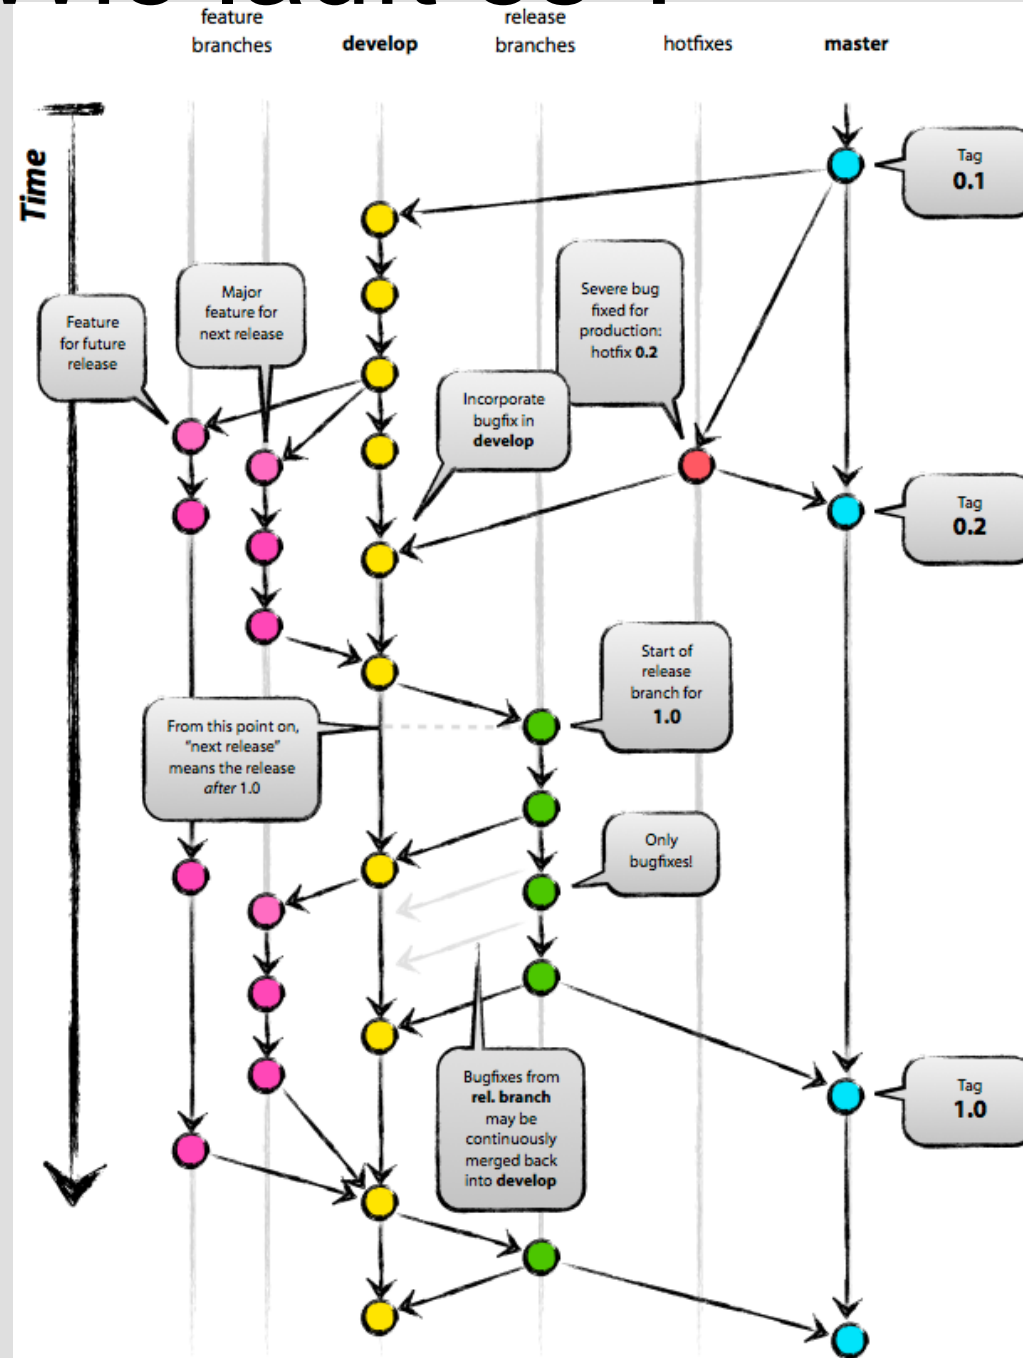 feature
branches
develop
release
branches
hotfixes
master
Time
Tag
0.1
Major
feature for
next release
Feature
for future
release
Severe bug
fixed for
production:
hotfix 0.2
Incorporate
bugfix in
develop
Tag
0.2
Start of
release
branch for
1.0
From this point on,
“next release”
means the release
after 1.0
Only
bugfixes!
Bugfixes from
rel. branch
may be
continuously
merged back
into develop
Tag
1.0